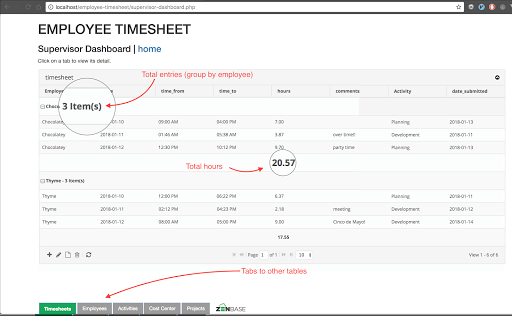 localhost/employee-timesheet/supervisor-dashboard.php
EMPLOYEE TIMESHEET
Supervisor Dashboard | home
Click on a tab to view its detail.
timesheet
Total entries (group by employee)
Employ time_from time_to hours comments Activity date_submitted
Choco 3 Item(s)
Chocolatey 2018-01-10 09:00 AM 04:00 PM 7.00 Planning 2018-01-13
Chocolatey 2018-01-11 01:46 AM 05:38 AM 3.87 over time!! Development 2018-01-13
Chocolatey 2018-01-12 12:30 PM 10:12 PM 9.70 party time Planning 2018-01-13
Total hours 20.57
Thyme - 3 Item(s)
Thyme 2018-01-10 12:00 PM 06:22 PM 6.37 Planning 2018-01-13
Thyme 2018-01-11 02:12 PM 04:23 PM 2.18 meeting Development 2018-01-12
Thyme 2018-01-12 08:00 AM 05:00 PM 9.00 Cinco de Mayo! Development 2018-01-14
17.55
Page 1 of 1 10 View 1 - 6 of 6
Tabs to other tables
Timesheets Employees Activities Cost Center Projects ZENBASE